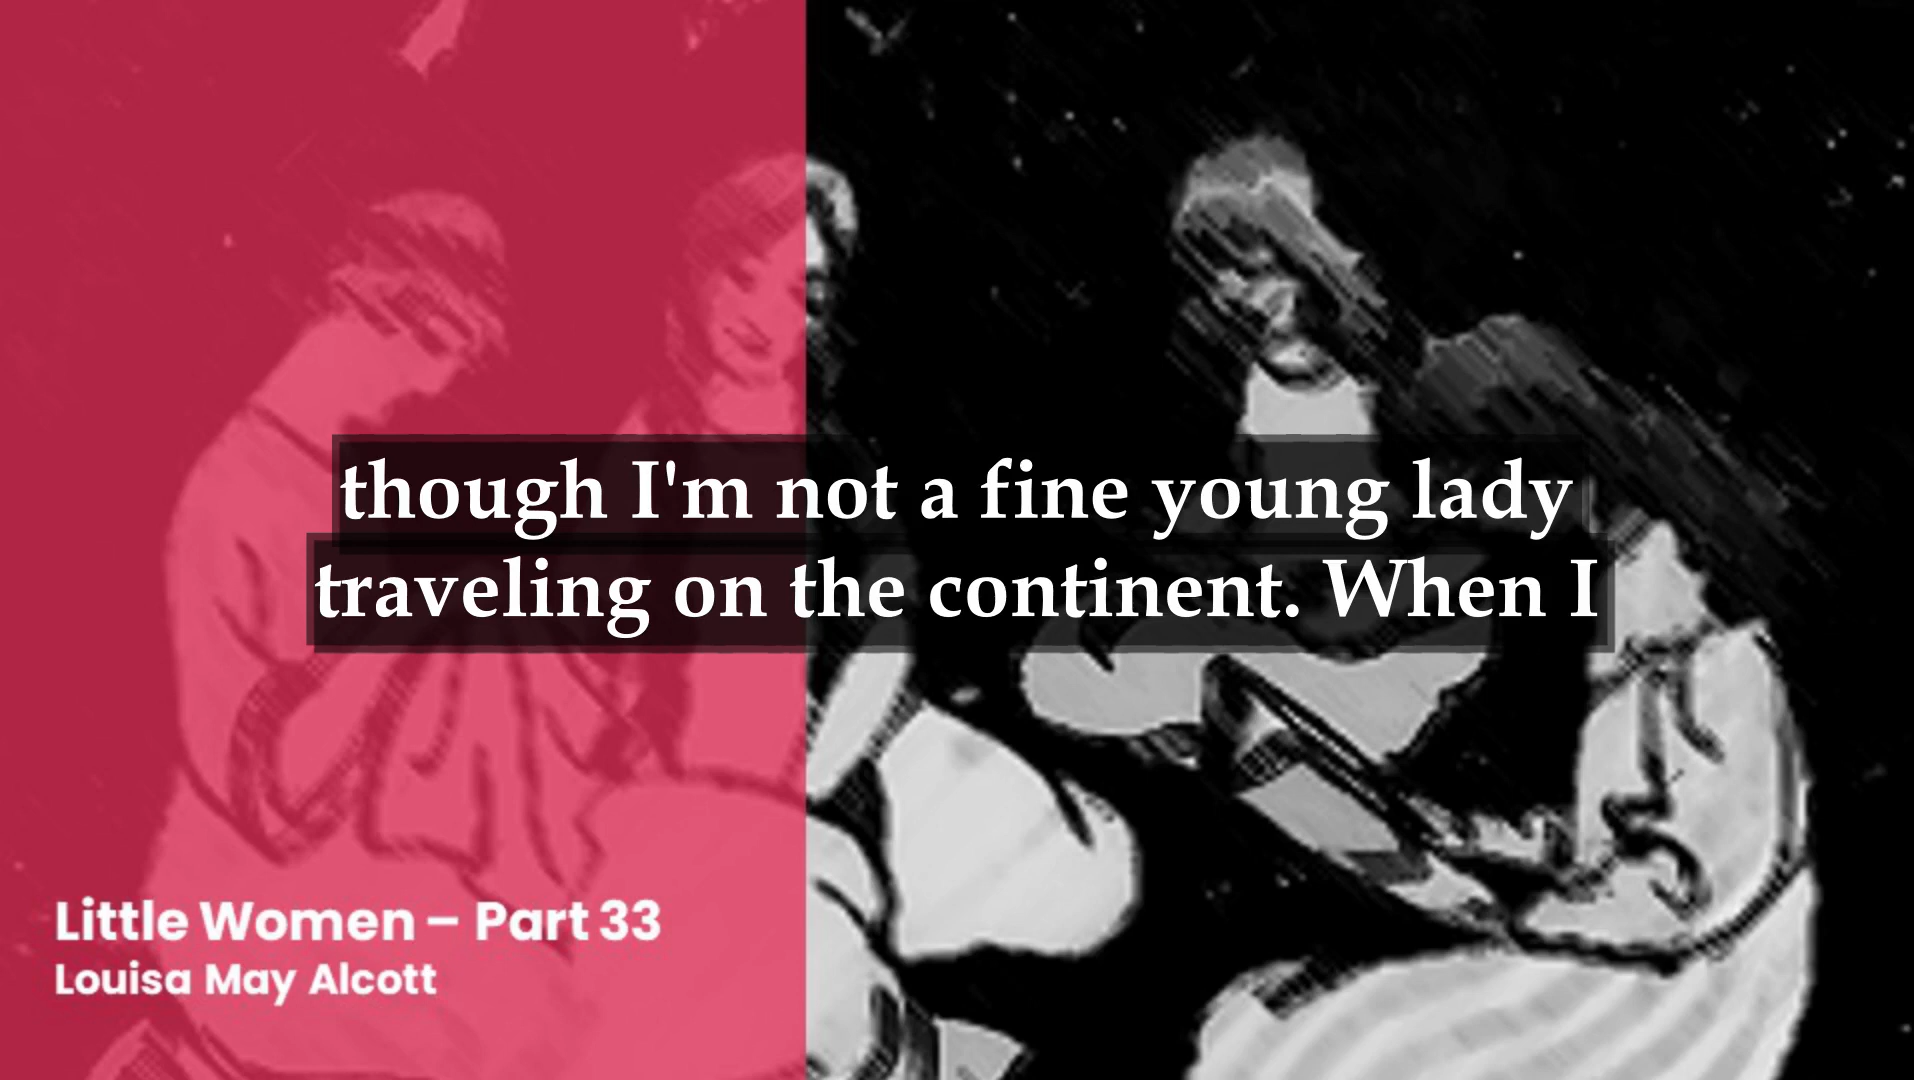 though I'm not a fine young lady
traveling on the continent. When I
Little Women – Part 33
Louisa May Alcott